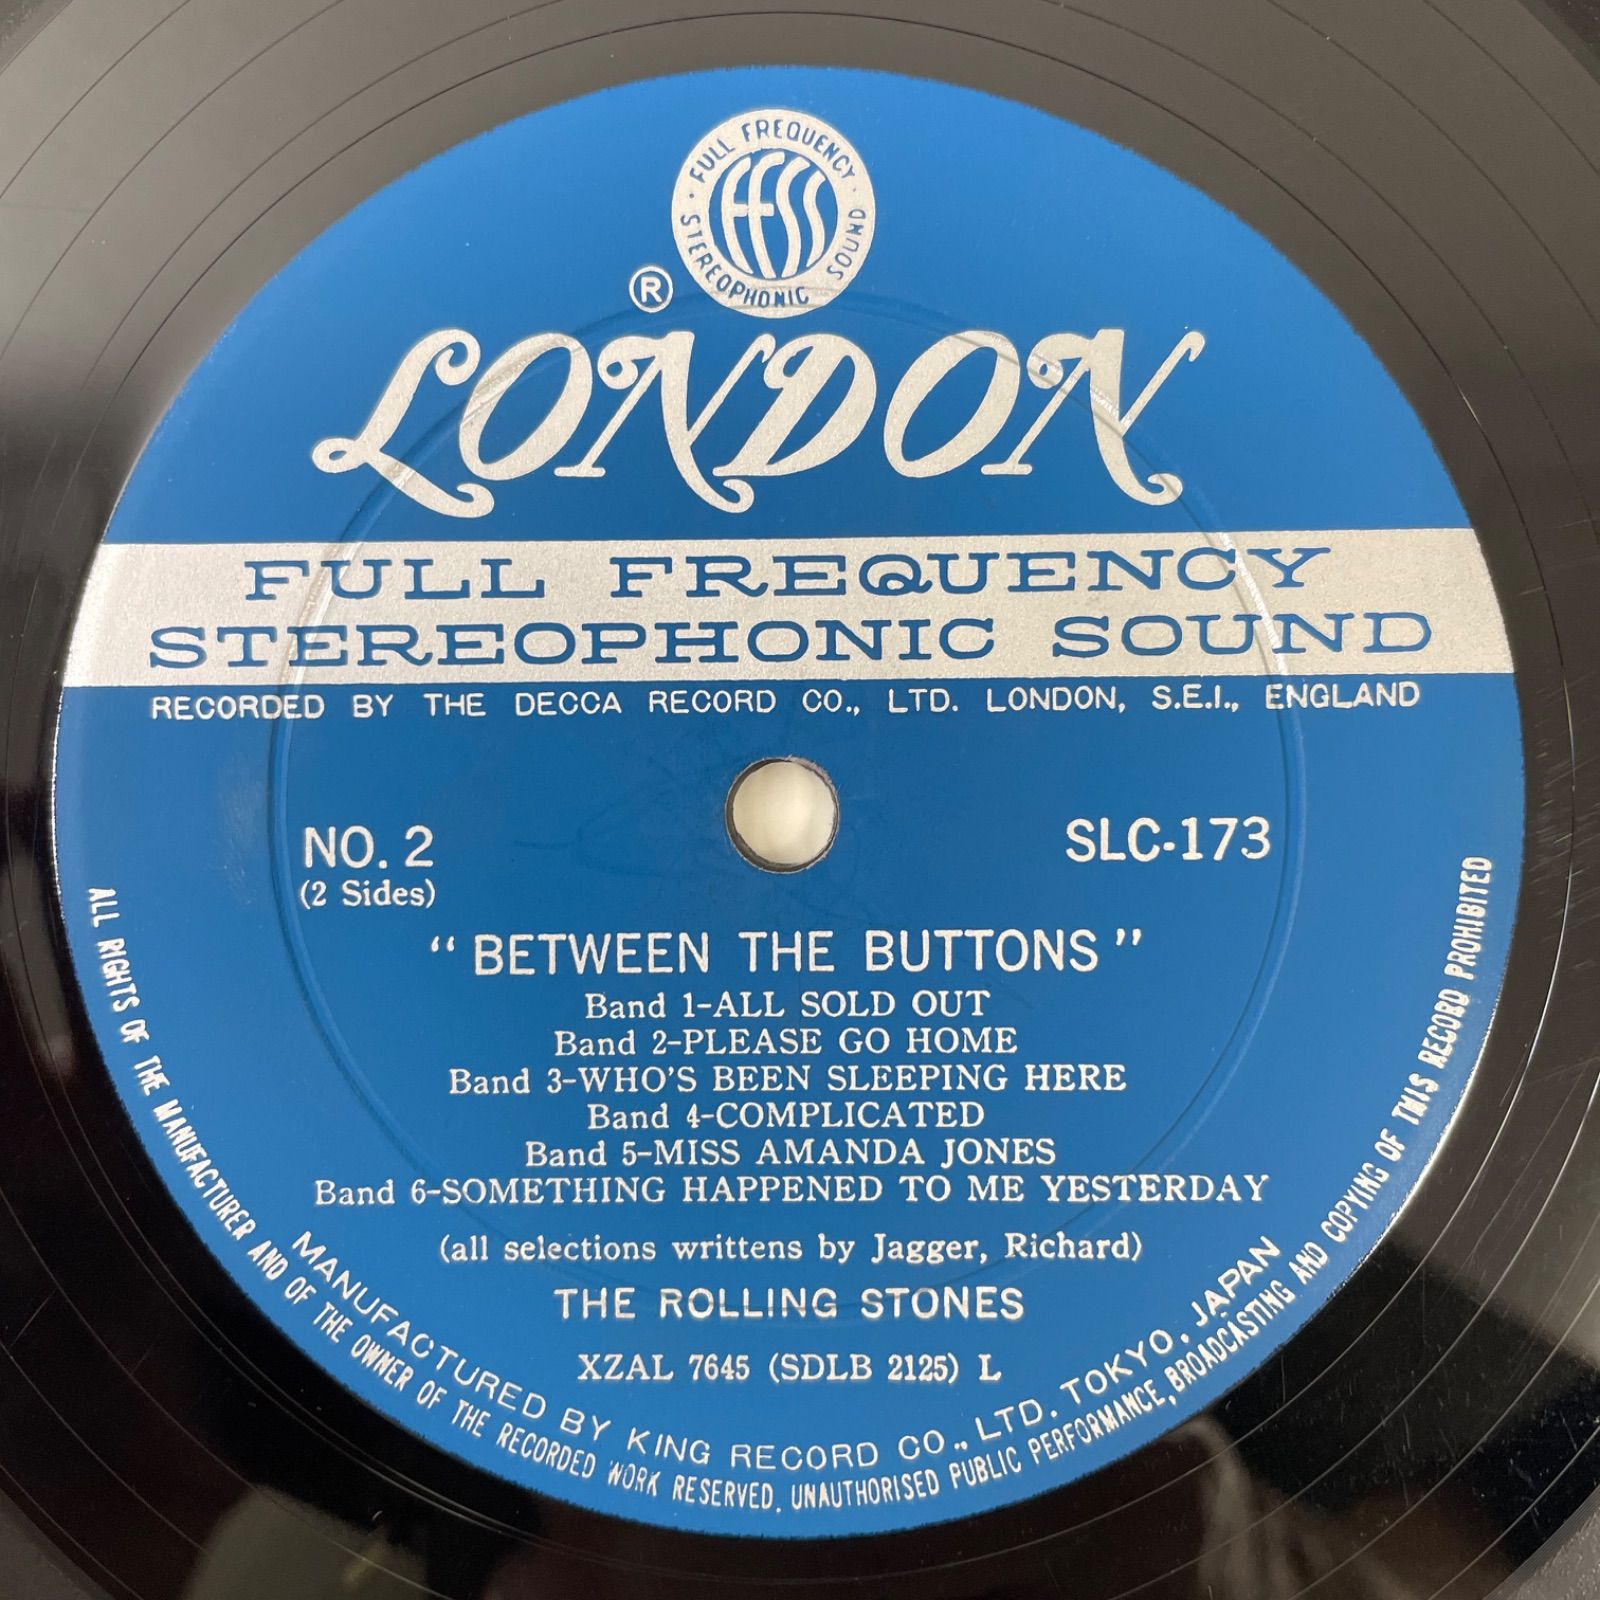 FULL FREQUENCY
ffss
· STEREOPHONIC SOUND ·
®
LONDON
FULL FREQUENCY
STEREOPHONIC SOUND
RECORDED BY THE DECCA RECORD CO., LTD. LONDON, S.E.I., ENGLAND
NO. 2
(2 Sides)
SLC-173
“BETWEEN THE BUTTONS”
Band 1-ALL SOLD OUT
Band 2-PLEASE GO HOME
Band 3-WHO'S BEEN SLEEPING HERE
Band 4-COMPLICATED
Band 5-MISS AMANDA JONES
Band 6-SOMETHING HAPPENED TO ME YESTERDAY
(all selections writtens by Jagger, Richard)
THE ROLLING STONES
XZAL 7645 (SDLB 2125) L
MANUFACTURED BY KING RECORD CO., LTD. TOKYO, JAPAN
ALL RIGHTS OF THE MANUFACTURER AND OF THE OWNER OF THE RECORDED WORK RESERVED. UNAUTHORISED PUBLIC PERFORMANCE, BROADCASTING AND COPYING OF THIS RECORD PROHIBITED